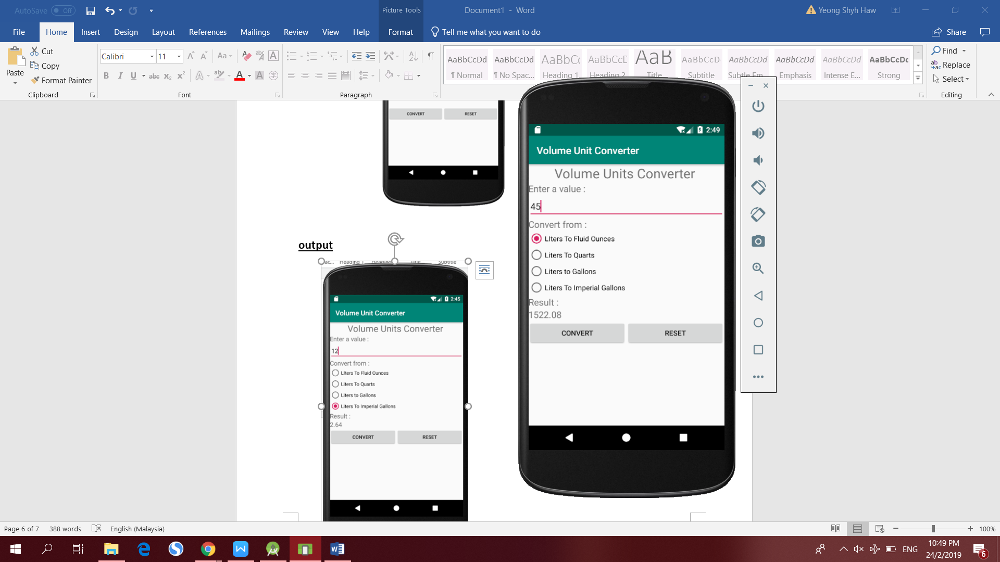 AutoSave Off
Picture Tools
Document1 - Word
Yeong Shyh Haw
File
Home
Insert
Design
Layout
References
Mailings
Review
View
Help
Format
Tell me what you want to do
Share
Paste
Cut
Copy
Format Painter
Clipboard
Calibri
11
Font
Paragraph
AaBbCcDd
¶ Normal
AaBbCcDd
¶ No Spac...
AaBbCc
Heading 1
AaBbCcD
Heading 2
AaB
Title
AaBbCcD
Subtitle
AaBbCcDd
Subtle Em...
AaBbCcDd
Emphasis
AaBbCcDd
Intense E...
AaBbCcDc
Strong
Find
Replace
Select
Editing
CONVERT
RESET
output
2:45
Volume Unit Converter
Volume Units Converter
Enter a value :
12
Convert from :
LIters To Fluid Ounces
Liters To Quarts
Liters to Gallons
Liters To Imperial Gallons
Result :
2.64
CONVERT
RESET
2:49
Volume Unit Converter
Volume Units Converter
Enter a value :
45
Convert from :
LIters To Fluid Ounces
Liters To Quarts
Liters to Gallons
Liters To Imperial Gallons
Result :
1522.08
CONVERT
RESET
Page 6 of 7
388 words
English (Malaysia)
100%
ENG
10:49 PM
24/2/2019
6